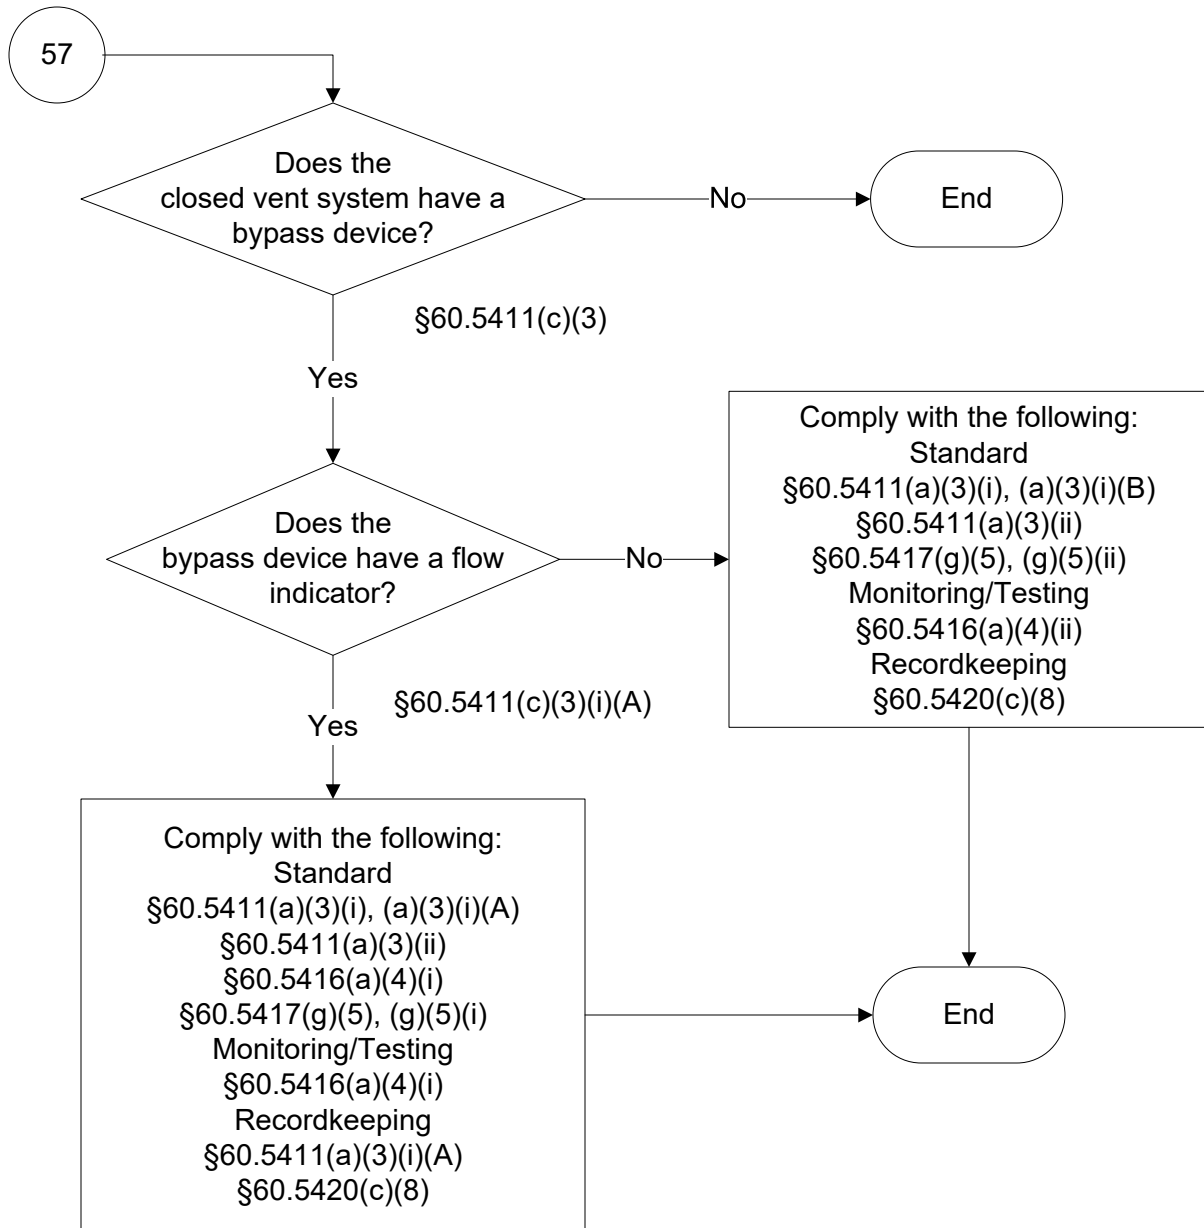 57
Does the
closed vent system have a
bypass device?
No
End
§60.5411(c)(3)
Yes
Does the
bypass device have a flow
indicator?
No
Comply with the following:
Standard
§60.5411(a)(3)(i), (a)(3)(i)(B)
§60.5411(a)(3)(ii)
§60.5417(g)(5), (g)(5)(ii)
Monitoring/Testing
§60.5416(a)(4)(ii)
Recordkeeping
§60.5420(c)(8)
§60.5411(c)(3)(i)(A)
Yes
Comply with the following:
Standard
§60.5411(a)(3)(i), (a)(3)(i)(A)
§60.5411(a)(3)(ii)
§60.5416(a)(4)(i)
§60.5417(g)(5), (g)(5)(i)
Monitoring/Testing
§60.5416(a)(4)(i)
Recordkeeping
§60.5411(a)(3)(i)(A)
§60.5420(c)(8)
End